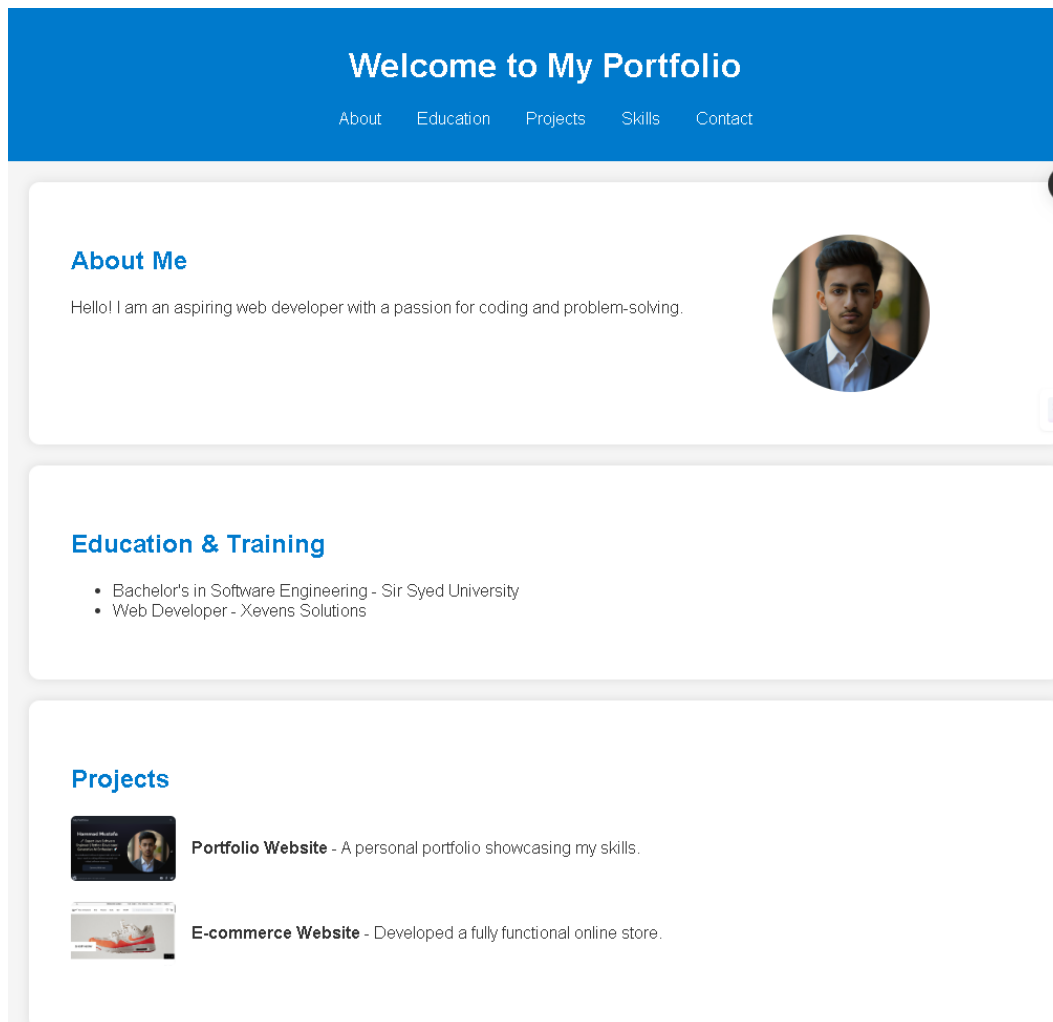 Welcome to My Portfolio
About Education Projects Skills Contact
About Me
Hello! I am an aspiring web developer with a passion for coding and problem-solving.
Education & Training
Bachelor's in Software Engineering - Sir Syed University
Web Developer - Xevens Solutions
Projects
Hammad Mustafa
Portfolio Website - A personal portfolio showcasing my skills.
E-commerce Website - Developed a fully functional online store.